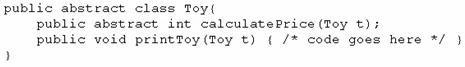 public abstract class Toy{
    public abstract int calculatePrice(Toy t);
    public void printToy(Toy t) { /* code goes here */ }
}